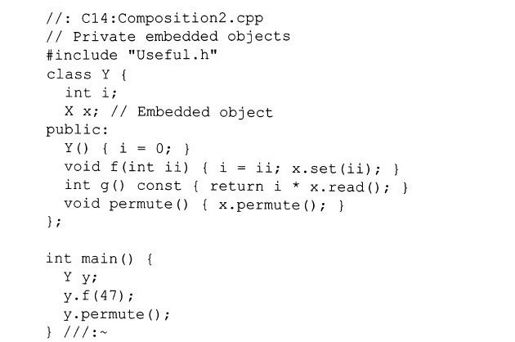 //: C14:Composition2.cpp
// Private embedded objects
#include "Useful.h"
class Y {
  int i;
  X x; // Embedded object
public:
  Y() { i = 0; }
  void f(int ii) { i = ii; x.set(ii); }
  int g() const { return i * x.read(); }
  void permute() { x.permute(); }
};

int main() {
  Y y;
  y.f(47);
  y.permute();
} ///:~